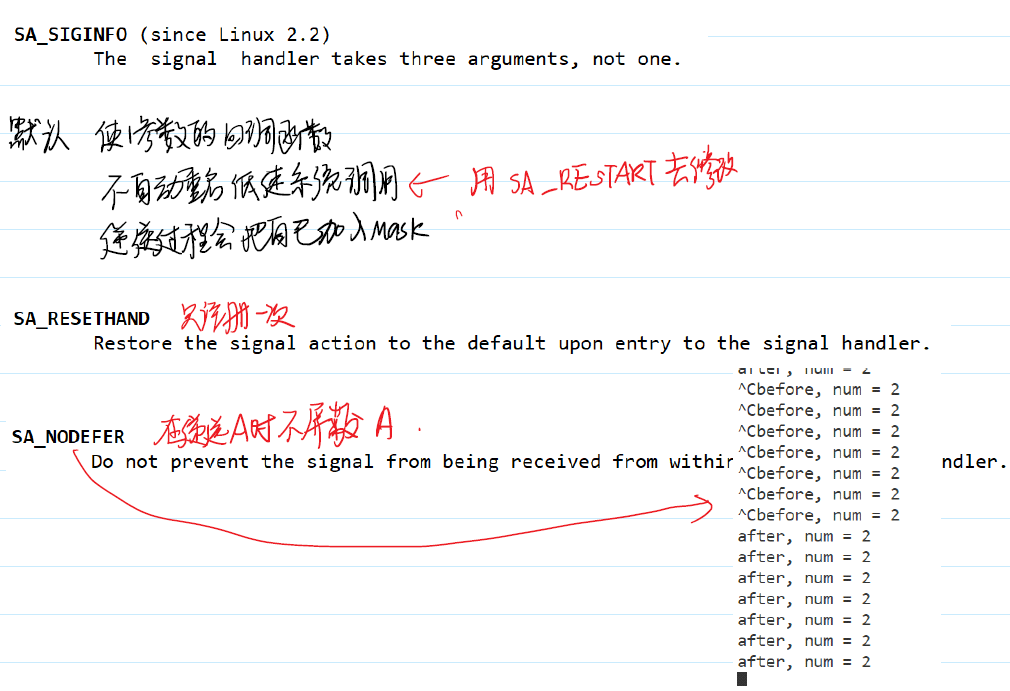 SA_SIGINFO (since Linux 2.2)
The signal handler takes three arguments, not one.
默认 使1参数的回调函数
不自动重启低速系统调用 ← 用 SA_RESTART 去修改
递送过程会把自己加入Mask
SA_RESETHAND 只注册一次
Restore the signal action to the default upon entry to the signal handler.
after, num = 2
^Cbefore, num = 2
^Cbefore, num = 2
^Cbefore, num = 2
^Cbefore, num = 2
^Cbefore, num = 2
^Cbefore, num = 2
^Cbefore, num = 2
after, num = 2
after, num = 2
after, num = 2
after, num = 2
after, num = 2
after, num = 2
after, num = 2
SA_NODEFER 在递送A时不屏蔽A.
Do not prevent the signal from being received from within ndler.